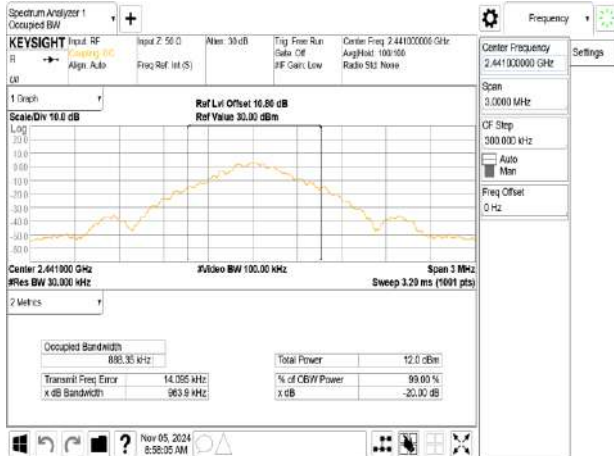 Spectrum Analyzer 1
Occupied BW
+
Frequency
KEYSIGHT
R
Input: RF
Coupling: DC
Align: Auto
Input Z: 50 Ω
Freq Ref: Int (S)
Atten: 30 dB
Trig: Free Run
Gate: Off
#IF Gain: Low
Center Freq: 2.441000000 GHz
Avg|Hold: 100/100
Radio Std: None
Center Frequency
2.441000000 GHz
Settings
Span
3.0000 MHz
CF Step
300.000 kHz
Auto
Man
Freq Offset
0 Hz
1 Graph
Scale/Div 10.0 dB
Ref Lvl Offset 10.80 dB
Ref Value 30.00 dBm
Log
20.0
10.0
0.00
-10.0
-20.0
-30.0
-40.0
-50.0
-60.0
Center 2.441000 GHz
#Res BW 30.000 kHz
#Video BW 100.00 kHz
Span 3 MHz
Sweep 3.20 ms (1001 pts)
2 Metrics
Occupied Bandwidth
888.35 kHz
Total Power 12.0 dBm
Transmit Freq Error 14.095 kHz
% of OBW Power 99.00 %
x dB Bandwidth 963.9 kHz
x dB -20.00 dB
?
Nov 05, 2024
8:58:05 AM